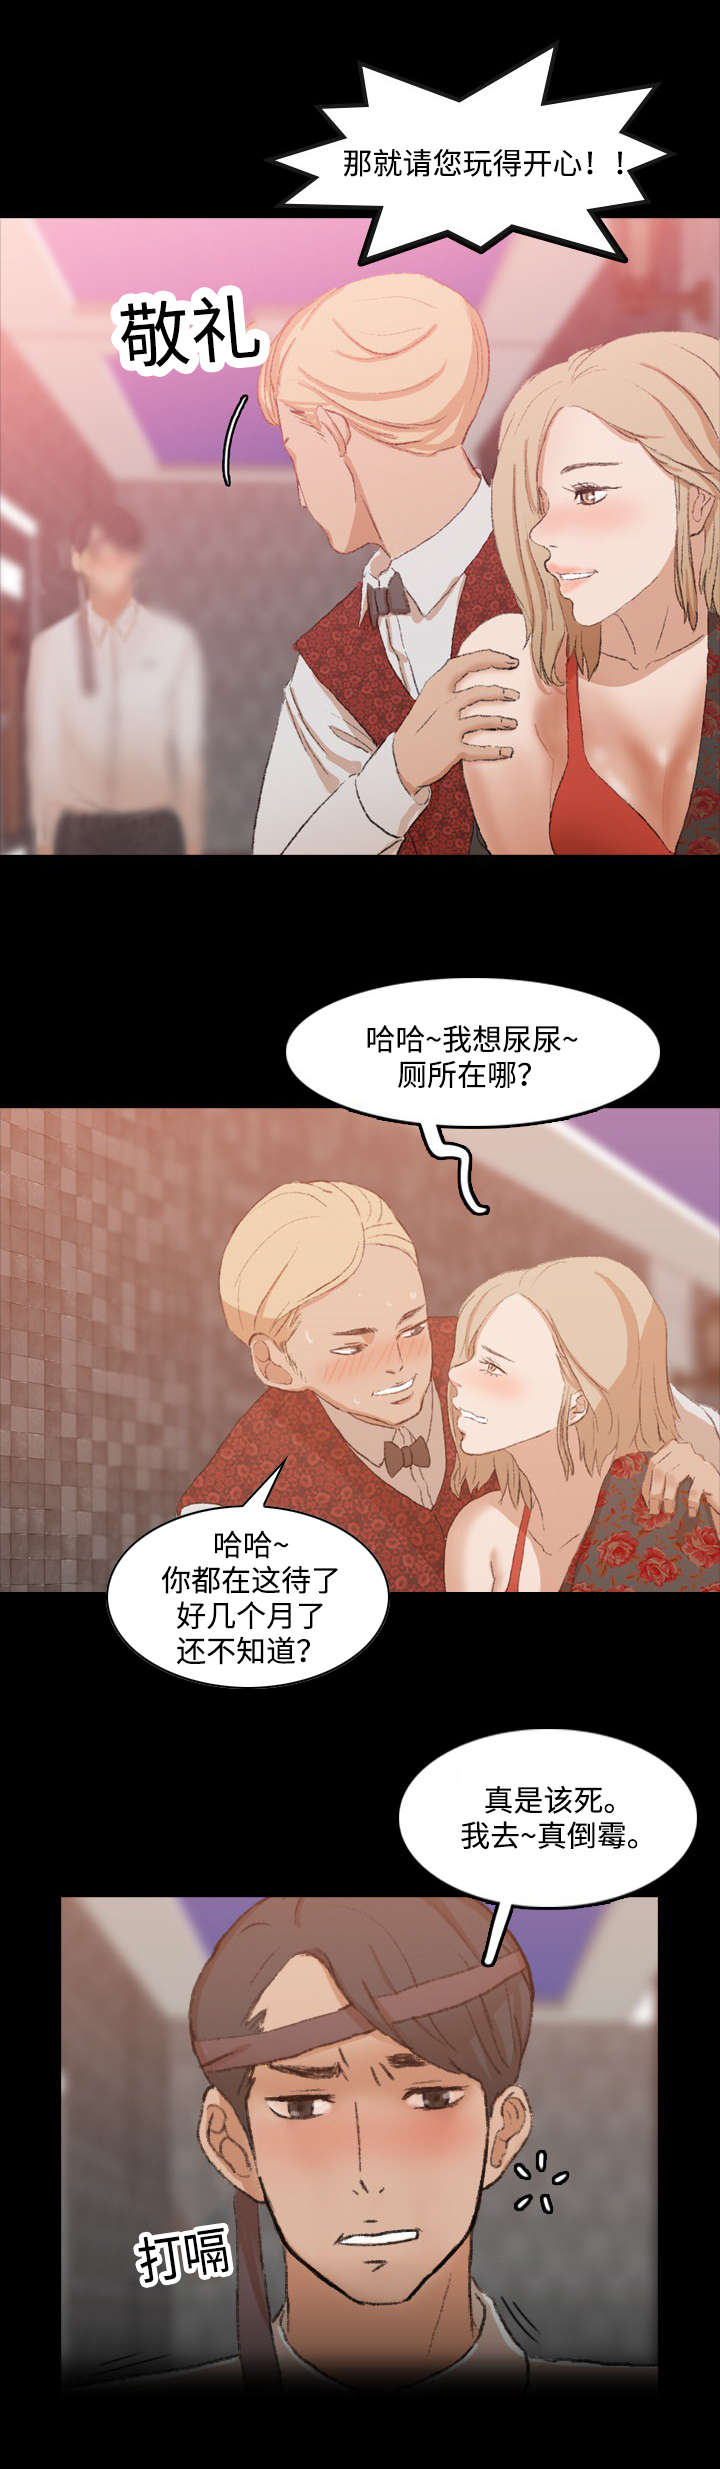 那就请您玩得开心！！
敬礼
哈哈~我想尿尿~
厕所在哪？
哈哈~
你都在这待了
好几个月了
还不知道？
真是该死。
我去~真倒霉。
打嗝